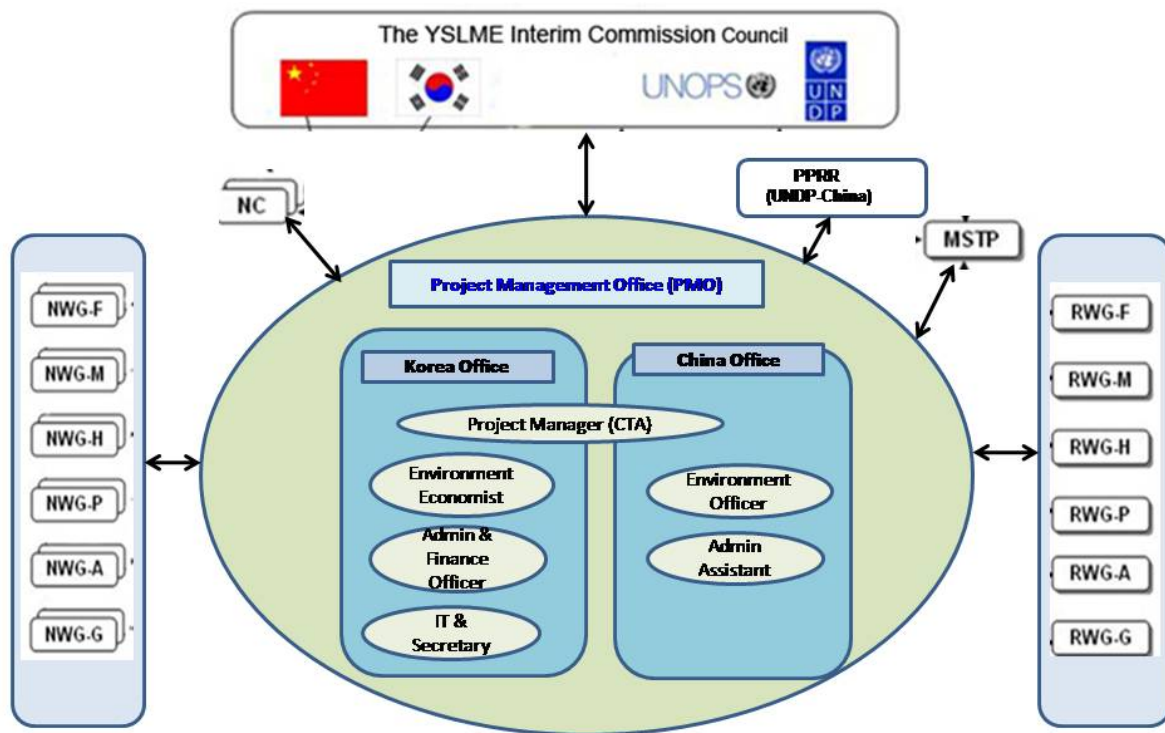 The YSLME Interim Commission Council
UNOPS
UN
DP
NC
PPRR
(UNDP-China)
MSTP
Project Management Office (PMO)
NWG-F
NWG-M
NWG-H
NWG-P
NWG-A
NWG-G
Korea Office
China Office
Project Manager (CTA)
Environment
Economist
Admin &
Finance
Officer
IT &
Secretary
Environment
Officer
Admin
Assistant
RWG-F
RWG-M
RWG-H
RWG-P
RWG-A
RWG-G